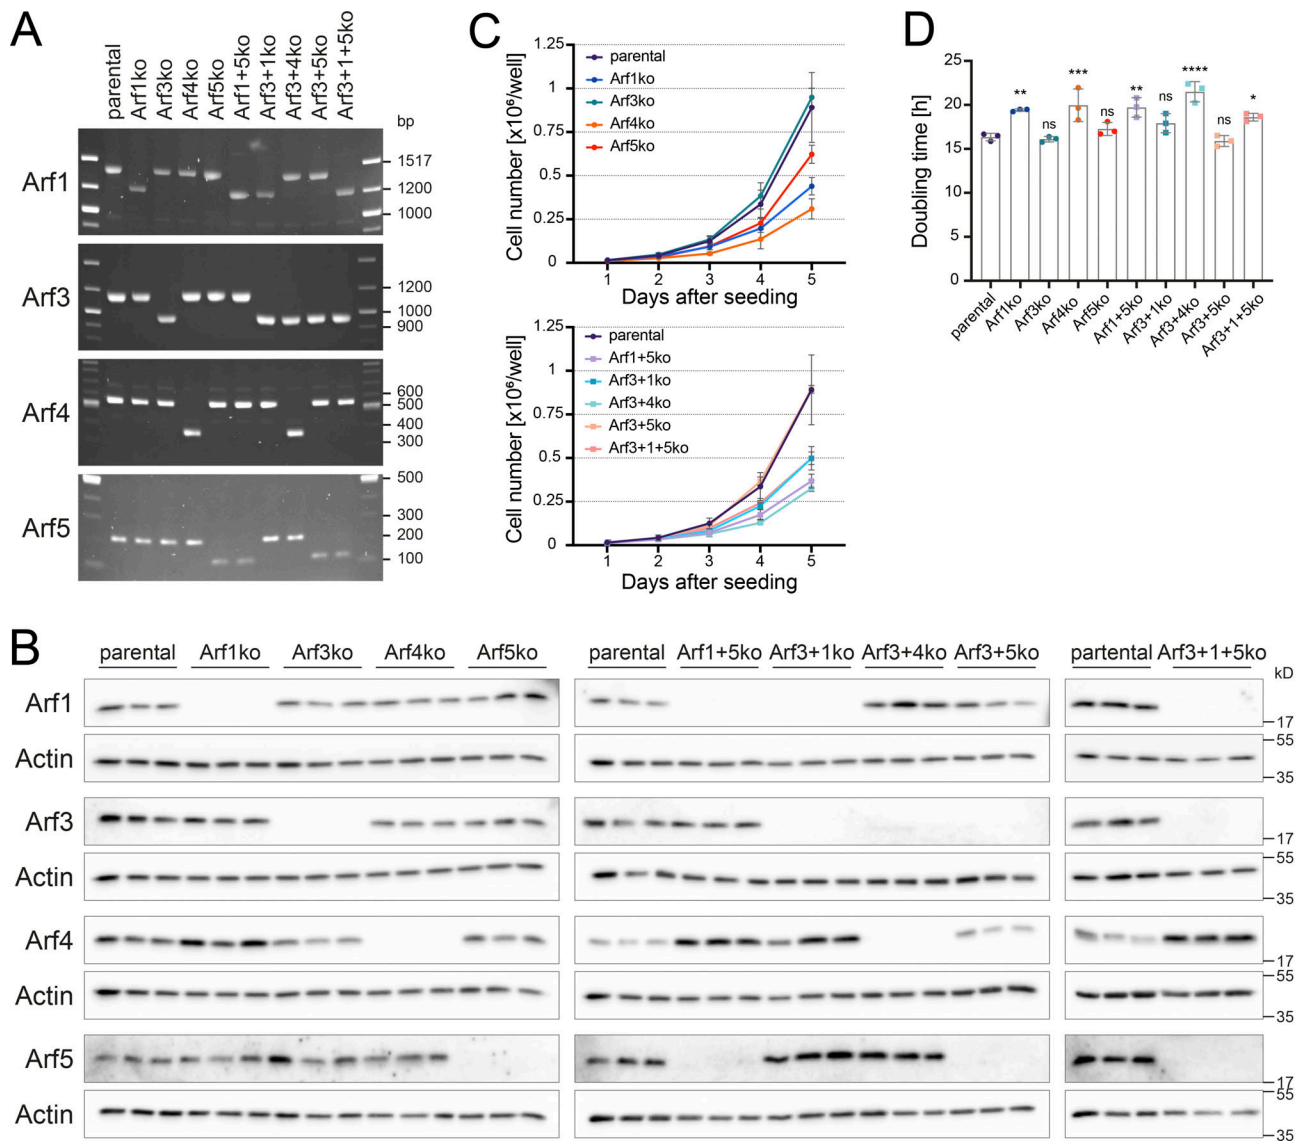 A
parental
Arf1ko
Arf3ko
Arf4ko
Arf5ko
Arf1+5ko
Arf3+1ko
Arf3+4ko
Arf3+5ko
Arf3+1+5ko
bp
Arf1
1517
1200
1000
Arf3
1200
1000
900
Arf4
600
500
400
300
Arf5
500
300
200
100
C
Cell number [x10⁶/well]
1.25
1
0.75
0.5
0.25
0
parental
Arf1ko
Arf3ko
Arf4ko
Arf5ko
1 2 3 4 5
Days after seeding
Cell number [x10⁶/well]
1.25
1
0.75
0.5
0.25
0
parental
Arf1+5ko
Arf3+1ko
Arf3+4ko
Arf3+5ko
Arf3+1+5ko
1 2 3 4 5
Days after seeding
D
Doubling time [h]
25
20
15
10
5
0
** ns *** ns ** ns **** ns *
parental
Arf1ko
Arf3ko
Arf4ko
Arf5ko
Arf1+5ko
Arf3+1ko
Arf3+4ko
Arf3+5ko
Arf3+1+5ko
B
parental Arf1ko Arf3ko Arf4ko Arf5ko parental Arf1+5ko Arf3+1ko Arf3+4ko Arf3+5ko partental Arf3+1+5ko
kD
Arf1 17
Actin 55 35
Arf3 17
Actin 55 35
Arf4 17
Actin 55 35
Arf5 17
Actin 55 35